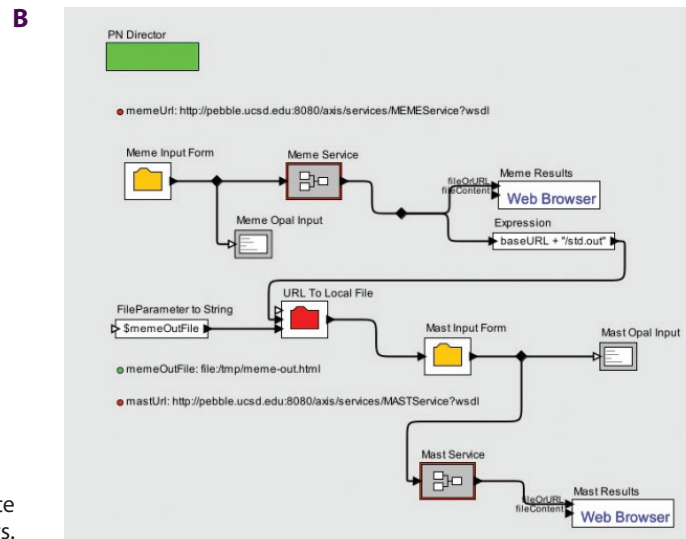 B
PN Director
memeUrl: http://pebble.ucsd.edu:8080/axis/services/MEMEService?wsdl
Meme Input Form
Meme Service
Meme Results
fileOrURL
fileContent
Web Browser
Meme Opal Input
Expression
baseURL + "/std.out"
URL To Local File
FileParameter to String
$memeOutFile
Mast Input Form
Mast Opal Input
memeOutFile: file:/tmp/meme-out.html
mastUrl: http://pebble.ucsd.edu:8080/axis/services/MASTService?wsdl
Mast Service
Mast Results
fileOrURL
fileContent
Web Browser
te
s.